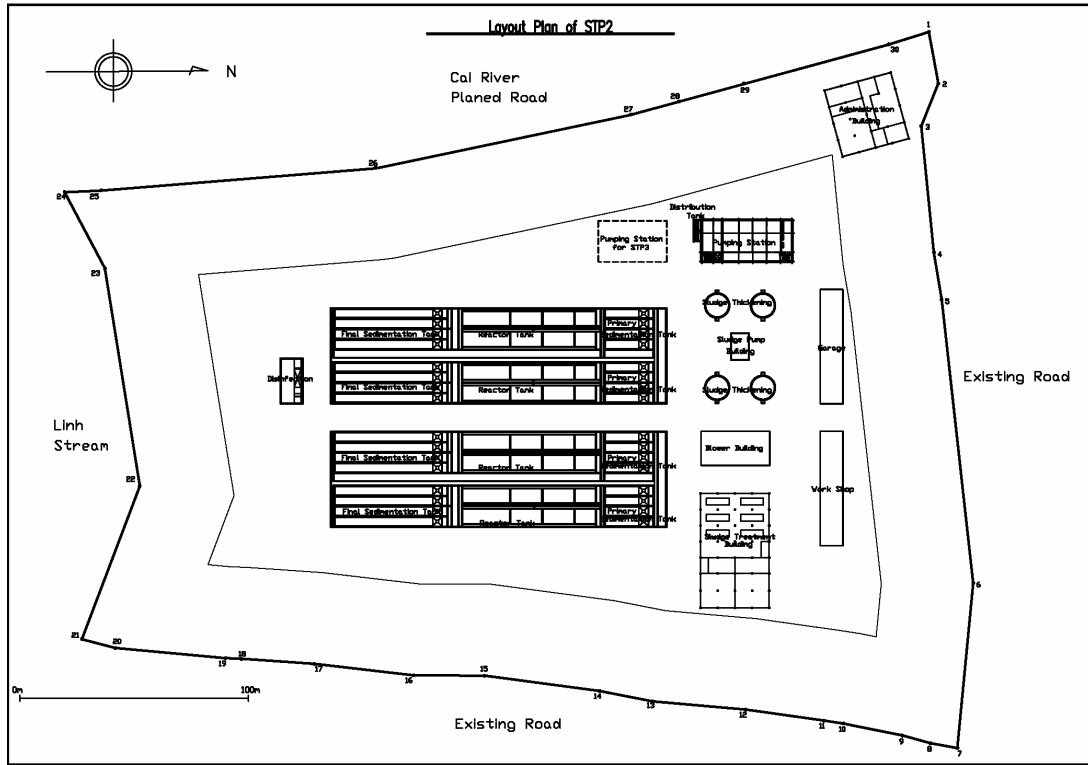 Layout Plan of STP2
N
Cai River
Planed Road
1
30
2
29
28
27
3
Administration
Building
26
24
25
Distribution
Tank
Pumping Station
for STP3
Pumping Station
4
23
5
Sludge Thickening
Final Sedimentation Tank
Reactor Tank
Primary
Sedimentation Tank
Sludge Pump
Building
Garage
Disinfection
Final Sedimentation Tank
Reactor Tank
Primary
Sedimentation Tank
Sludge Thickening
Existing Road
Linh
Stream
Blower Building
Final Sedimentation Tank
Reactor Tank
Primary
Sedimentation Tank
22
Work Shop
Final Sedimentation Tank
Reactor Tank
Primary
Sedimentation Tank
Sludge Treatment
Building
6
21
20
19
18
17
16
15
14
13
12
11
10
9
8
7
0m
100m
Existing Road